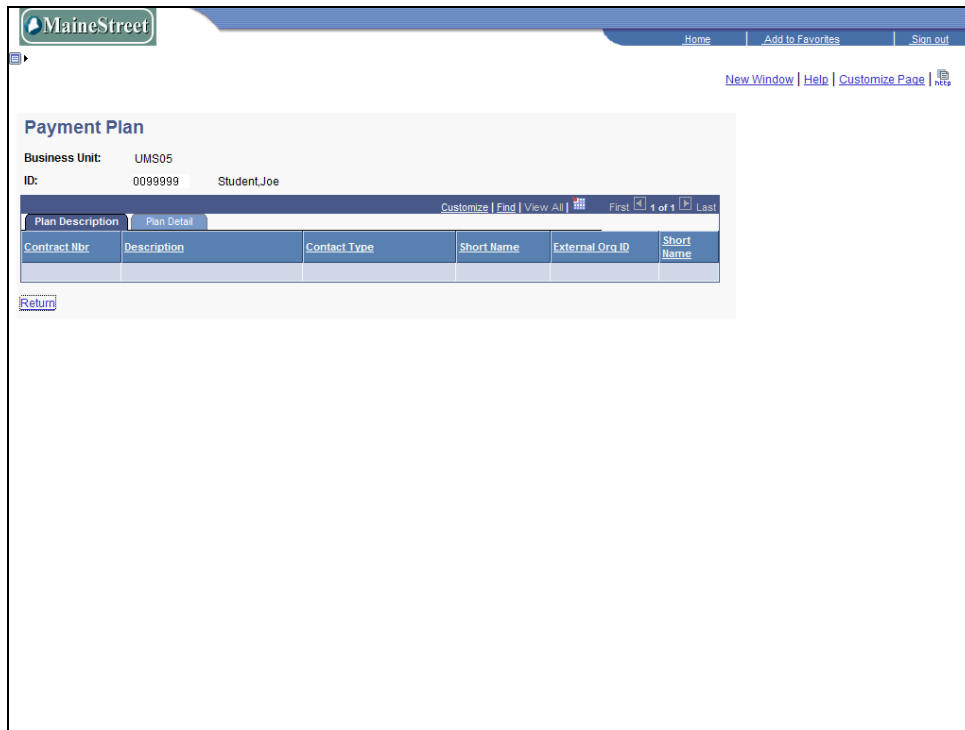 MaineStreet
Home | Add to Favorites | Sign out
New Window | Help | Customize Page | http
Payment Plan
Business Unit: UMS05
ID: 0099999 Student,Joe
Customize | Find | View All | First 1 of 1 Last
Plan Description Plan Detail
Contract Nbr Description Contact Type Short Name External Org ID Short Name
Return